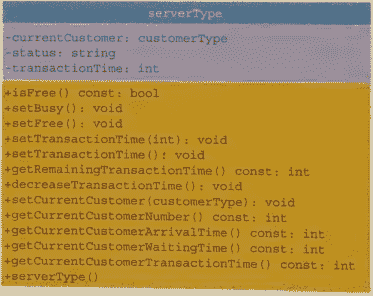 serverType
-currentCustomer: customerType
-status: string
-transactionTime: int
+isFree() const: bool
+setBusy(): void
+setFree(): void
+setTransactionTime(int): void
+setTransactionTime(): void
+getRemainingTransactionTime() const: int
+decreaseTransactionTime(): void
+setCurrentCustomer(customerType): void
+getCurrentCustomerNumber() const: int
+getCurrentCustomerArrivalTime() const: int
+getCurrentCustomerWaitingTime() const: int
+getCurrentCustomerTransactionTime() const: int
+serverType()